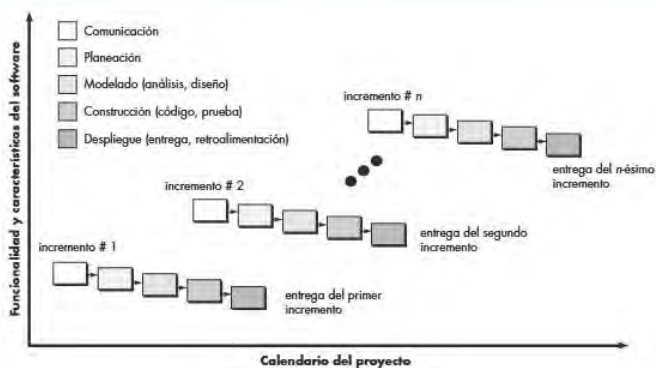 Funcionalidad y características del software
Comunicación
Planeación
Modelado (análisis, diseño)
Construcción (código, prueba)
Despliegue (entrega, retroalimentación)
incremento # n
entrega del n-ésimo
incremento
incremento # 2
entrega del segundo
incremento
incremento # 1
entrega del primer
incremento
Calendario del proyecto